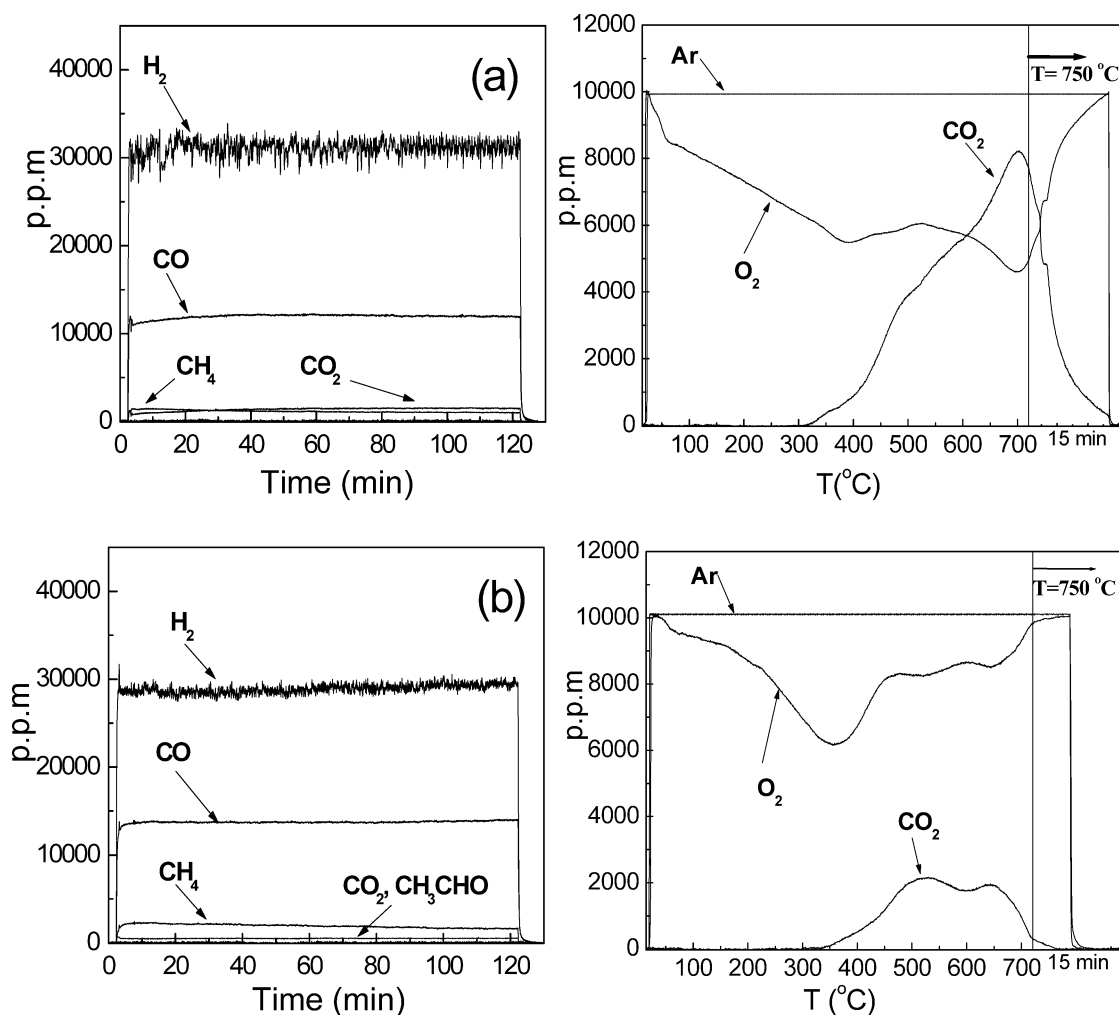 (a)
H2
CO
CH4
CO2
p.p.m
40000
30000
20000
10000
0
0 20 40 60 80 100 120
Time (min)
Ar
T= 750 °C
CO2
O2
p.p.m
12000
10000
8000
6000
4000
2000
0
100 200 300 400 500 600 700 15 min
T(°C)
(b)
H2
CO
CH4
CO2, CH3CHO
p.p.m
40000
30000
20000
10000
0
0 20 40 60 80 100 120
Time (min)
Ar
T=750 °C
O2
CO2
p.p.m
12000
10000
8000
6000
4000
2000
0
100 200 300 400 500 600 700 15 min
T (°C)